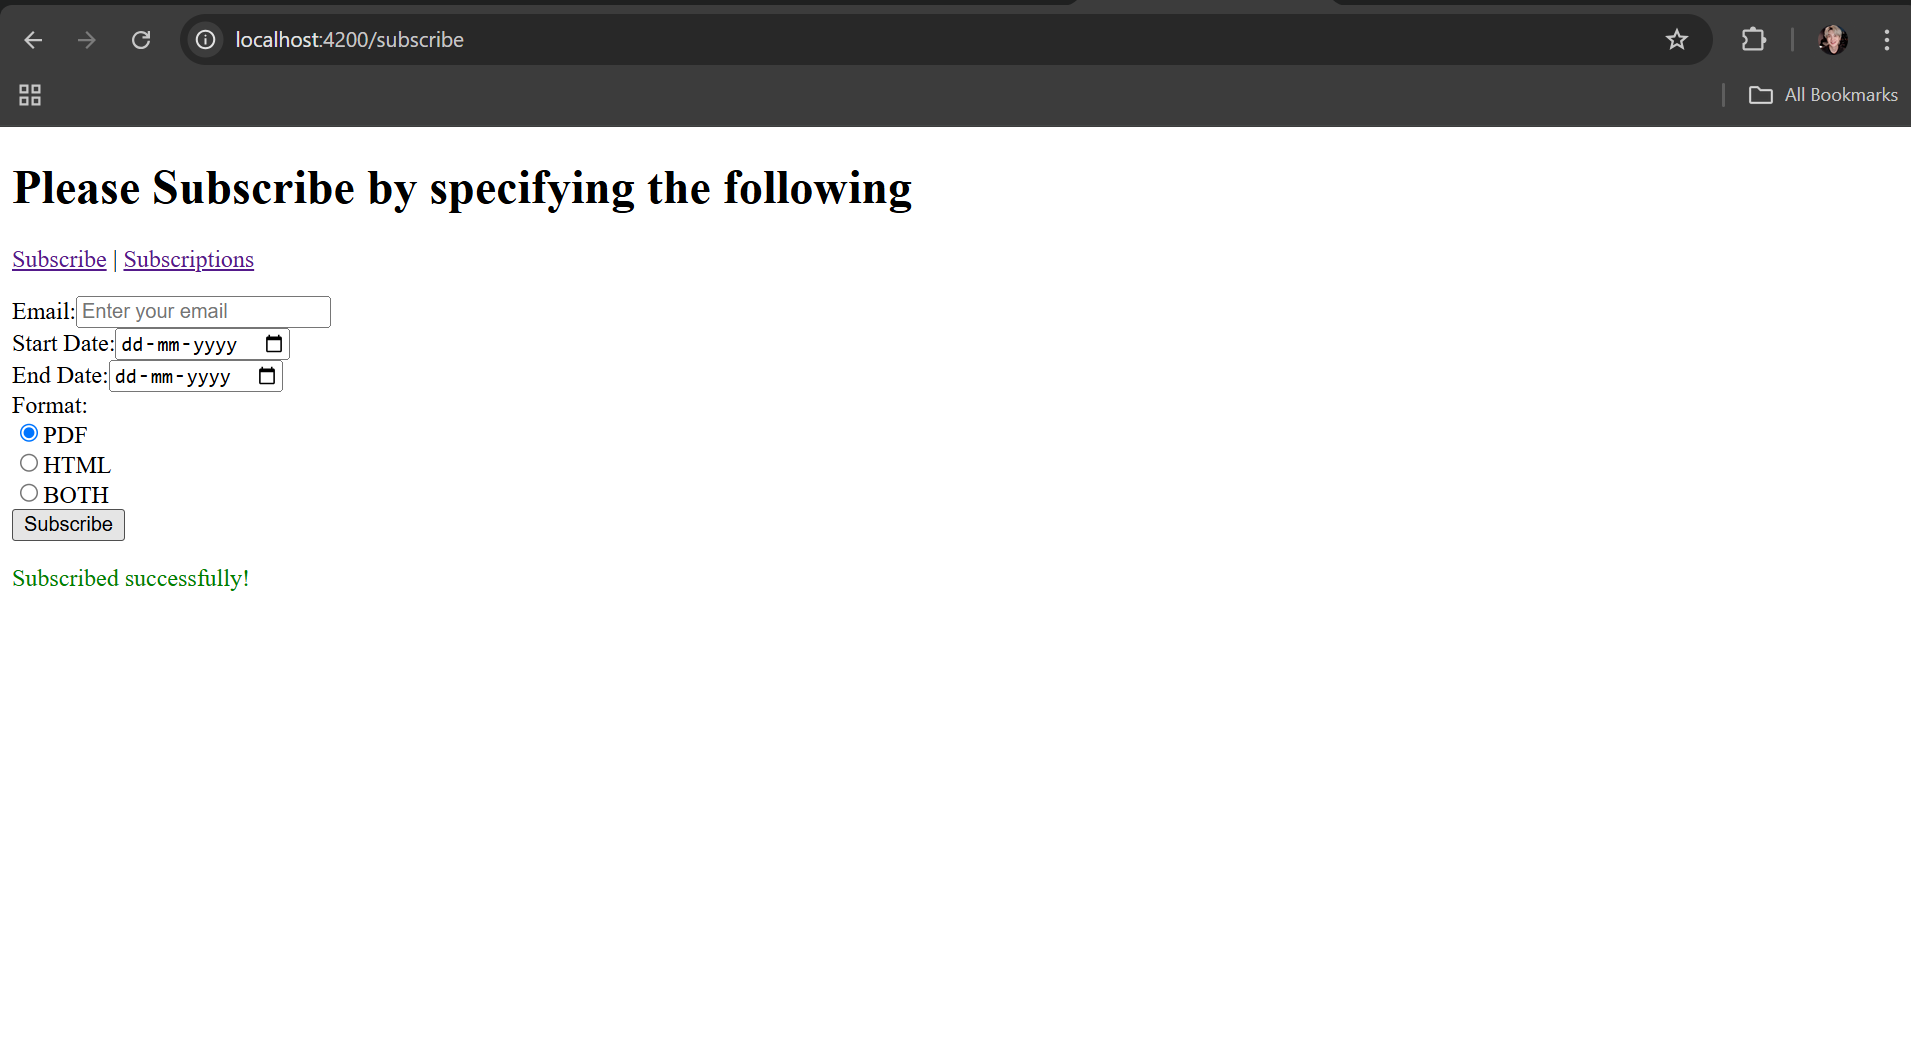 localhost:4200/subscribe
All Bookmarks
Please Subscribe by specifying the following
Subscribe | Subscriptions
Email: Enter your email
Start Date: dd-mm-yyyy
End Date: dd-mm-yyyy
Format:
PDF
HTML
BOTH
Subscribe
Subscribed successfully!